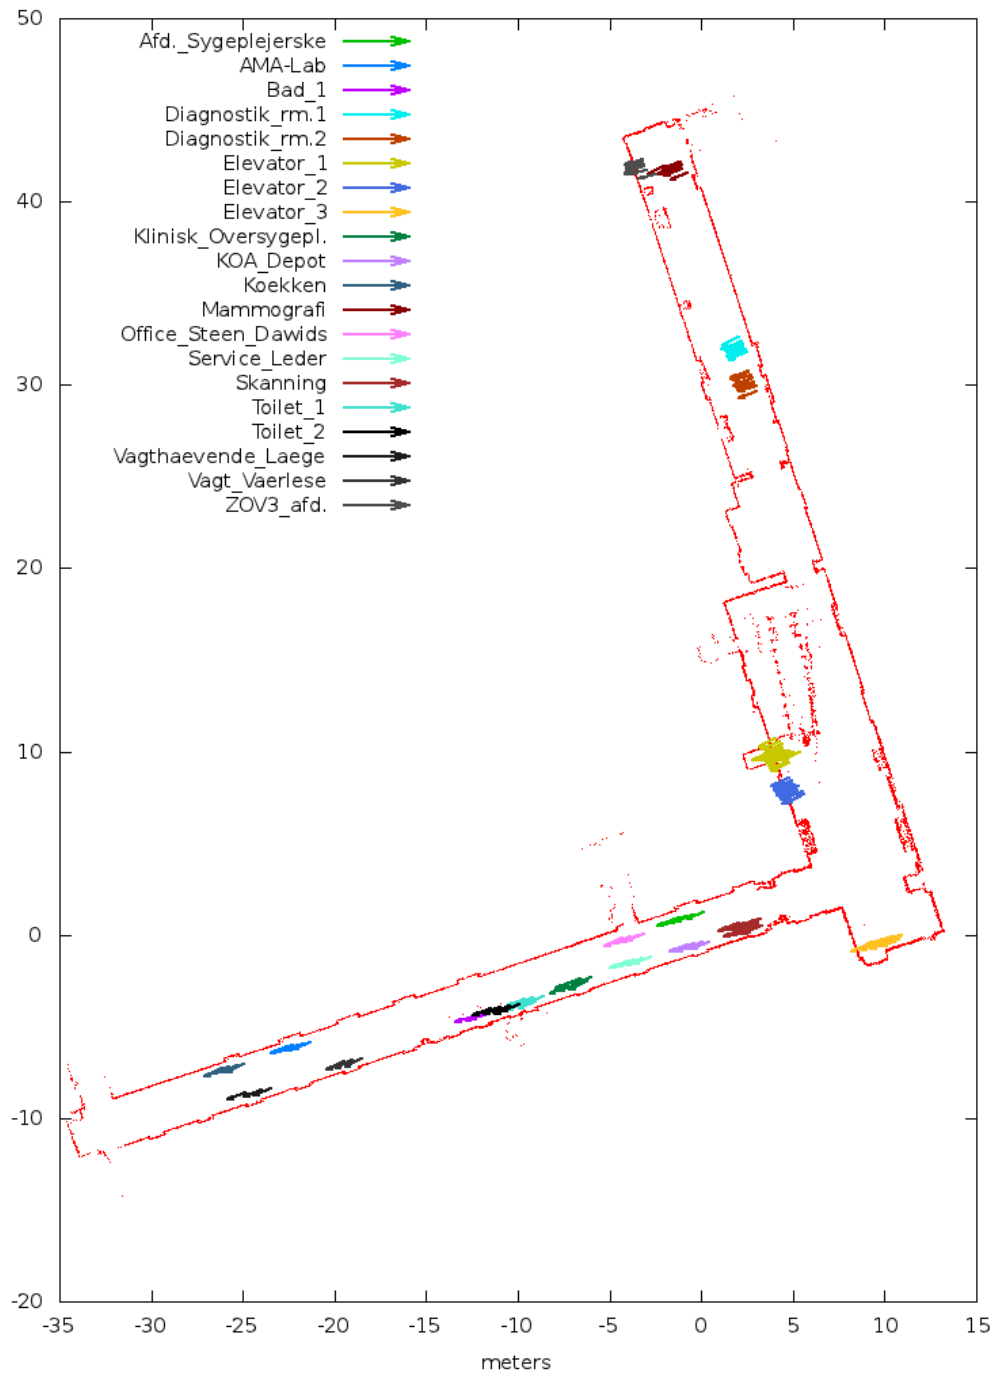 50
40
30
20
10
0
-10
-20
Afd._Sygeplejerske
AMA-Lab
Bad_1
Diagnostik_rm.1
Diagnostik_rm.2
Elevator_1
Elevator_2
Elevator_3
Klinisk_Oversygepl.
KOA_Depot
Koekken
Mammografi
Office_Steen_Dawids
Service_Leder
Skanning
Toilet_1
Toilet_2
Vagthaevende_Laege
Vagt_Vaerlese
ZOV3_afd.
-35 -30 -25 -20 -15 -10 -5 0 5 10 15
meters